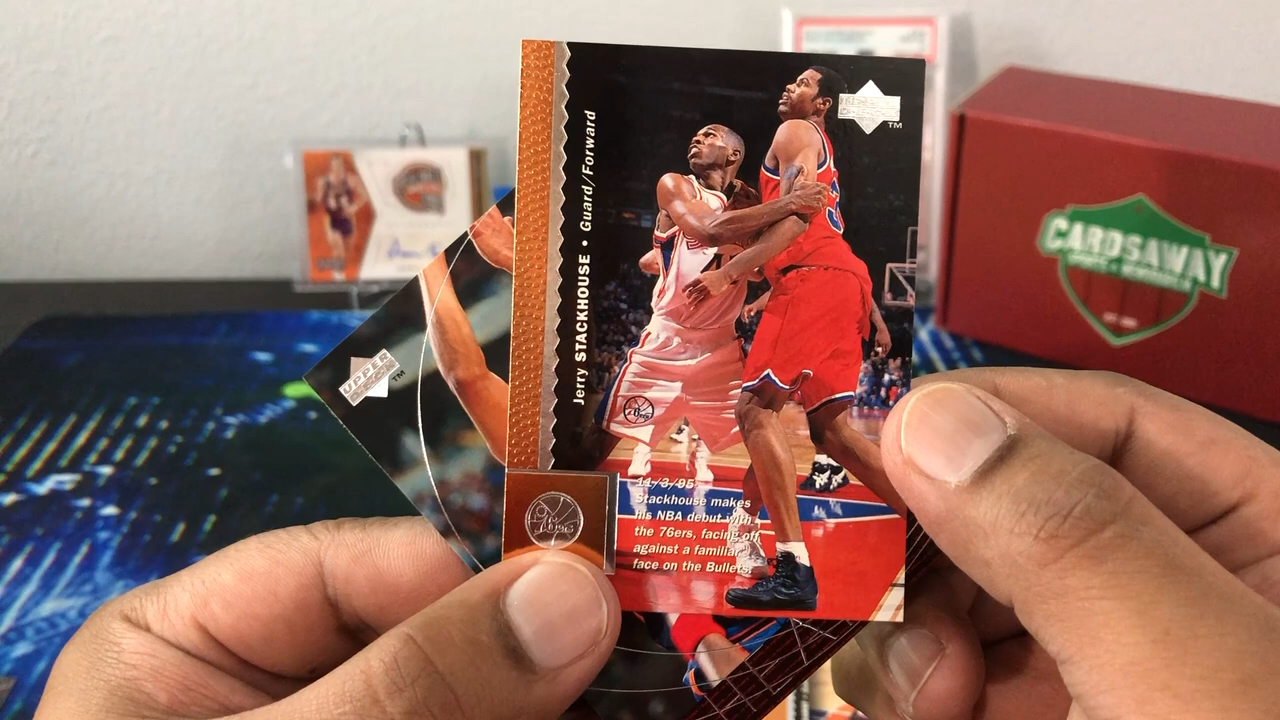 Jerry STACKHOUSE • Guard/Forward
TM
11/3/95-
Stackhouse makes
his NBA debut with
the 76ers, facing off
against a familiar
face on the Bullets.
UPPER
DECK
TM
CARDSAWAY